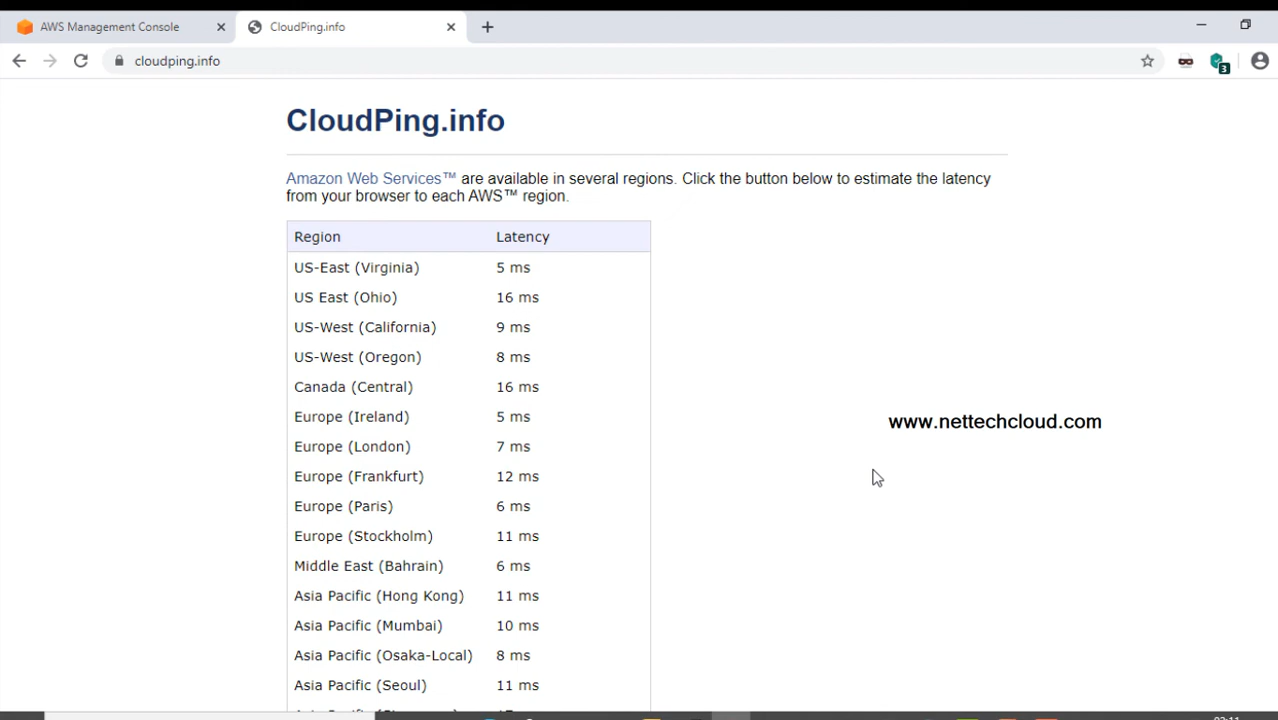 AWS Management Console
CloudPing.info
cloudping.info
3
CloudPing.info
Amazon Web Services™ are available in several regions. Click the button below to estimate the latency
from your browser to each AWS™ region.
Region Latency
US-East (Virginia) 5 ms
US East (Ohio) 16 ms
US-West (California) 9 ms
US-West (Oregon) 8 ms
Canada (Central) 16 ms
Europe (Ireland) 5 ms
Europe (London) 7 ms
www.nettechcloud.com
Europe (Frankfurt) 12 ms
Europe (Paris) 6 ms
Europe (Stockholm) 11 ms
Middle East (Bahrain) 6 ms
Asia Pacific (Hong Kong) 11 ms
Asia Pacific (Mumbai) 10 ms
Asia Pacific (Osaka-Local) 8 ms
Asia Pacific (Seoul) 11 ms